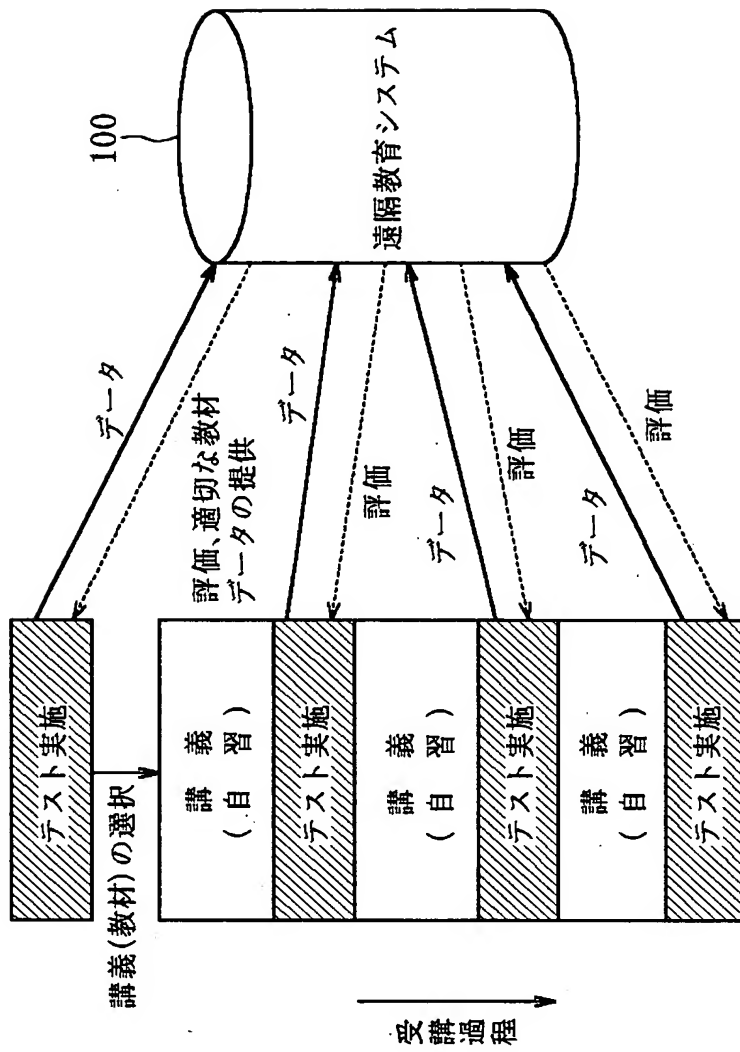 テスト実施
講義(教材)の選択
講義
(自習)
テスト実施
講義
(自習)
テスト実施
講義
(自習)
テスト実施
受講過程
データ
評価、適切な教材
データの提供
データ
評価
データ
評価
データ
評価
100
遠隔教育システム